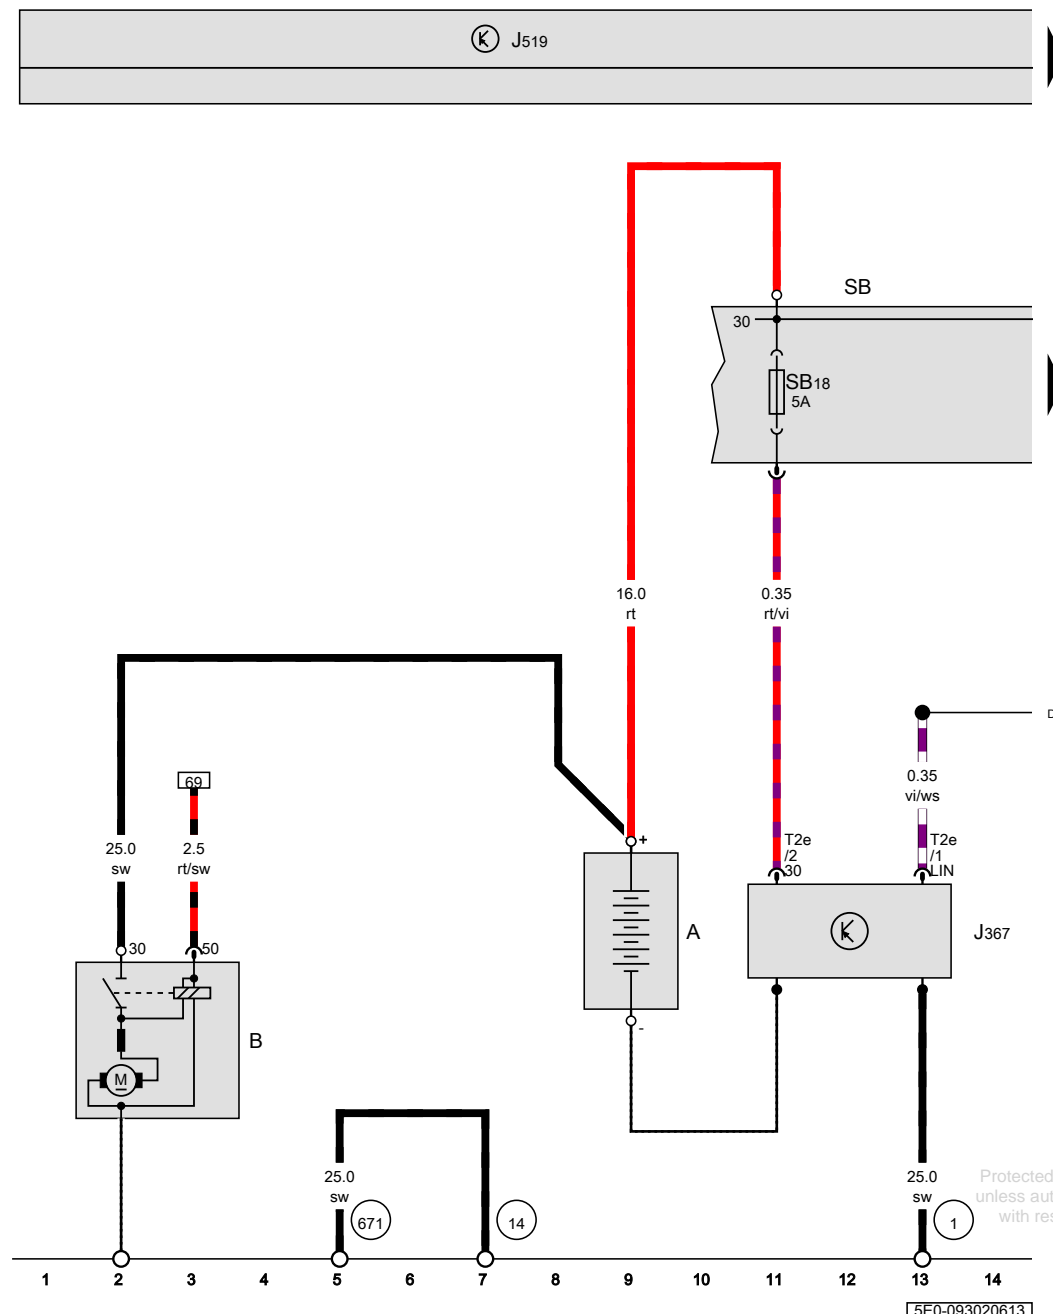 J519
SB
30
SB18
5A
16.0
rt
0.35
rt/vi
69
0.35
vi/ws
25.0
sw
2.5
rt/sw
+
T2e
/2
30
T2e
/1
LIN
30
50
A
J367
-
B
M
25.0
sw
671
14
25.0
sw
1
Protected
unless aut
with res
1 2 3 4 5 6 7 8 9 10 11 12 13 14
5E0-093020613